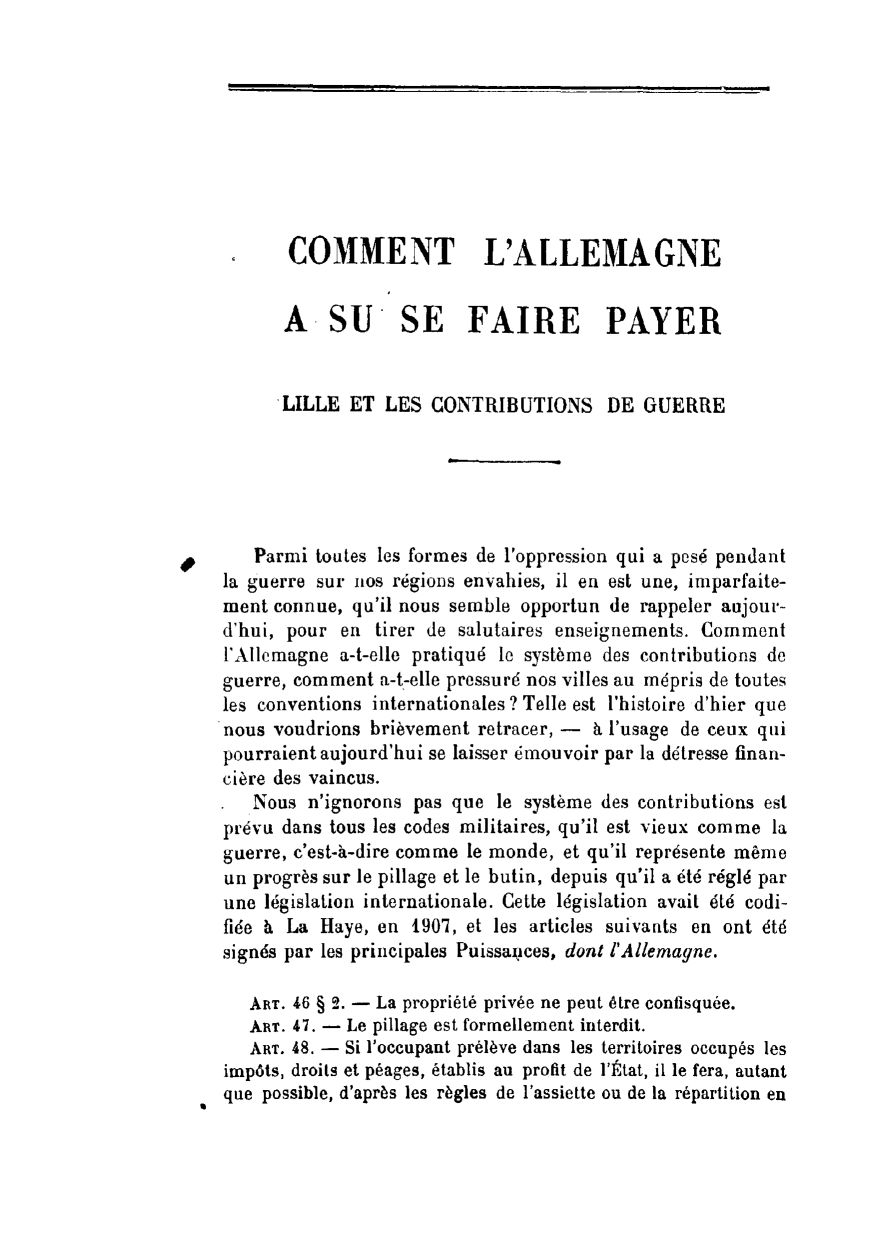 COMMENT L'ALLEMAGNE
A SU SE FAIRE PAYER
LILLE ET LES CONTRIBUTIONS DE GUERRE
Parmi toutes les formes de l'oppression qui a pesé pendant
la guerre sur nos régions envahies, il en est une, imparfaite-
ment connue, qu'il nous semble opportun de rappeler aujour-
d'hui, pour en tirer de salutaires enseignements. Comment
l'Allemagne a-t-elle pratiqué le système des contributions de
guerre, comment a-t-elle pressuré nos villes au mépris de toutes
les conventions internationales ? Telle est l'histoire d'hier que
nous voudrions brièvement retracer, — à l'usage de ceux qui
pourraient aujourd'hui se laisser émouvoir par la détresse finan-
cière des vaincus.
Nous n'ignorons pas que le système des contributions est
prévu dans tous les codes militaires, qu'il est vieux comme la
guerre, c'est-à-dire comme le monde, et qu'il représente même
un progrès sur le pillage et le butin, depuis qu'il a été réglé par
une législation internationale. Cette législation avait été codi-
fiée à La Haye, en 1907, et les articles suivants en ont été
signés par les principales Puissances, dont l'Allemagne.
ART. 46 § 2. — La propriété privée ne peut être confisquée.
ART. 47. — Le pillage est formellement interdit.
ART. 48. — Si l'occupant prélève dans les territoires occupés les
impôts, droits et péages, établis au profit de l'État, il le fera, autant
que possible, d'après les règles de l'assiette ou de la répartition en